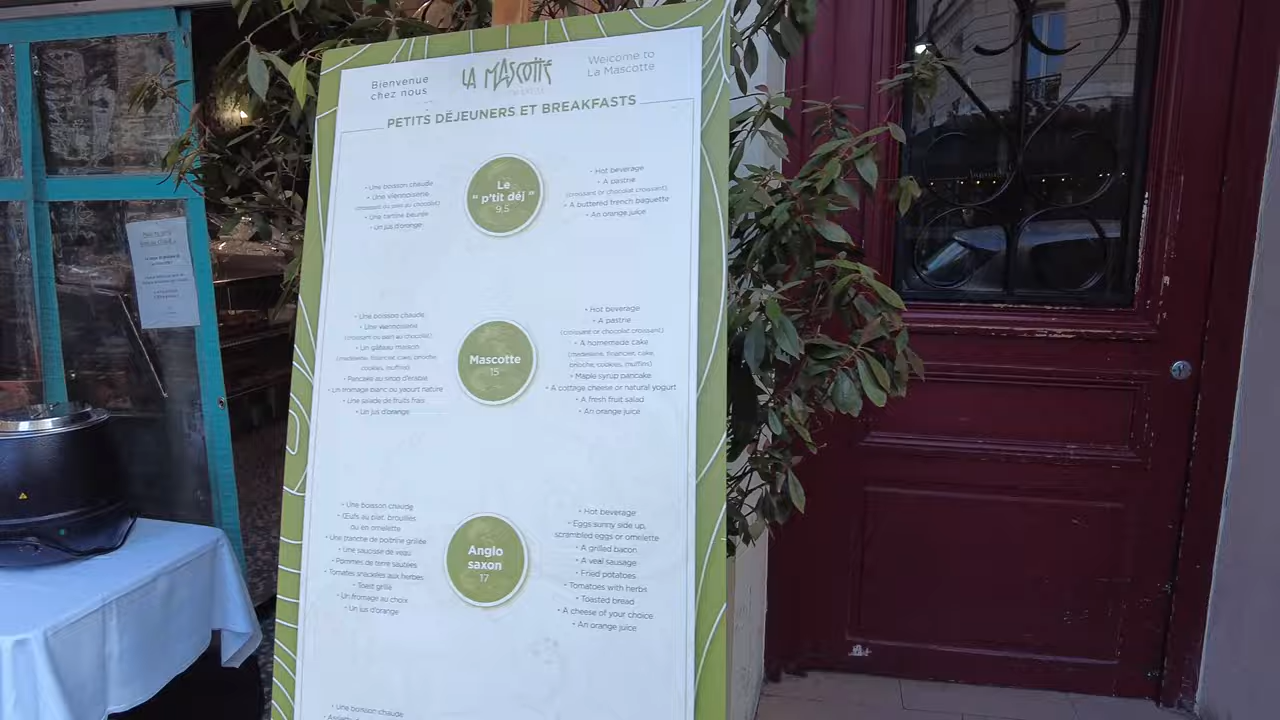 Bienvenue
chez nous
LA MASCOTTE
Welcome to
La Mascotte
PETITS DÉJEUNERS ET BREAKFASTS
• Une boisson chaude
• Une viennoiserie
(croissant ou pain au chocolat)
• Une tartine beurée
• Un jus d'orange
Le
" p'tit déj "
9.5
• Hot beverage
• A pastrie
(croissant or chocolat croissant)
• A buttered french baguette
• An orange juice
• Une boisson chaude
• Une viennoiserie
(croissant ou pain au chocolat)
• Un gâteau maison
(madeleine, financier, cake, brioche,
cookies, muffins)
• Pancake au sirop d'érable
• Un fromage blanc ou yaourt nature
• Une salade de fruits frais
• Un jus d'orange
Mascotte
15
• Hot beverage
• A pastrie
(croissant or chocolat croissant)
• A homemade cake
(madeleine, financier, cake,
brioche, cookies, muffins)
• Maple syrup pancake
• A cottage cheese or natural yogurt
• A fresh fruit salad
• An orange juice
• Une boisson chaude
• Œufs au plat, brouillés
ou en omelette
• Une tranche de poitrine grillée
• Une saucisse de veau
• Pommes de terre sautées
• Tomates snackées aux herbes
• Toast grillé
• Un fromage au choix
• Un jus d'orange
Anglo
saxon
17
• Hot beverage
• Eggs sunny side up,
scrambled eggs or omelette
• A grilled bacon
• A veal sausage
• Fried potatoes
• Tomatoes with herbs
• Toasted bread
• A cheese of your choice
• An orange juice
• Une boisson chaude